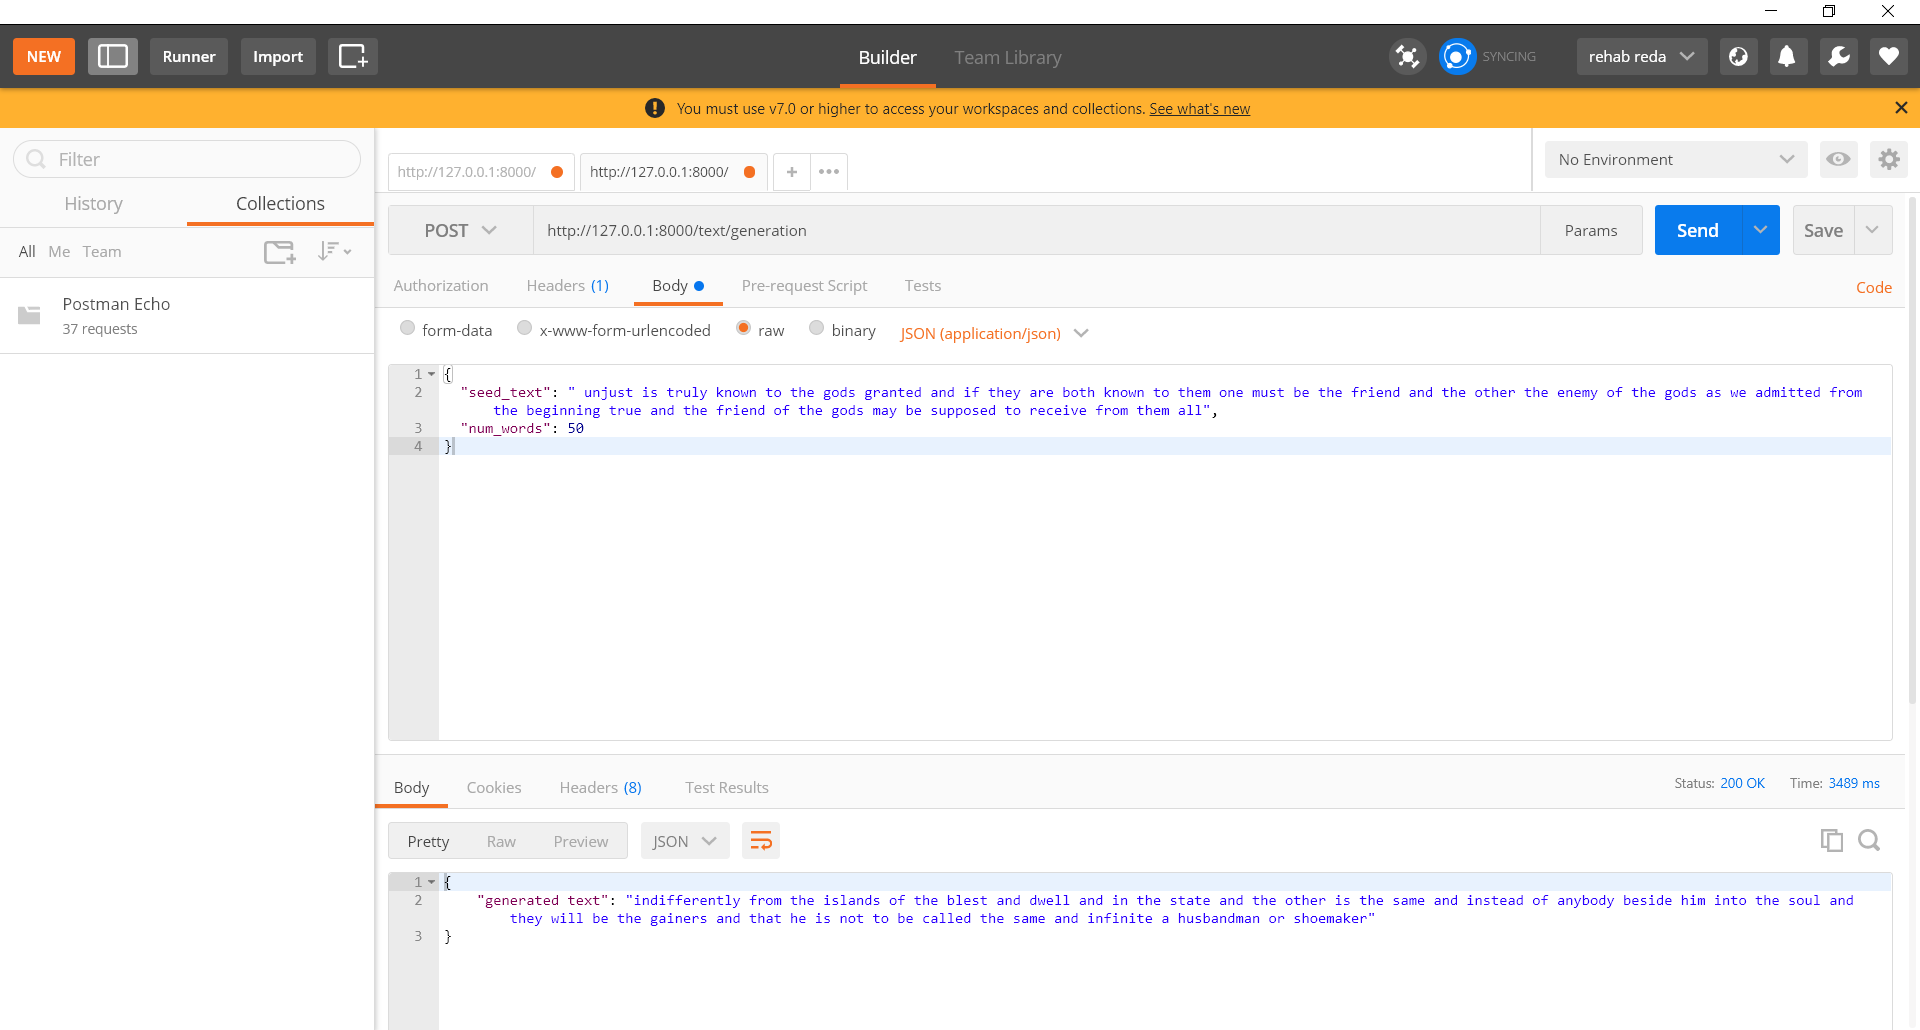 NEW Runner Import Builder Team Library SYNCING rehab reda
You must use v7.0 or higher to access your workspaces and collections. See what's new
Filter
History Collections
All Me Team
Postman Echo
37 requests
http://127.0.0.1:8000/ http://127.0.0.1:8000/ + ••• No Environment
POST http://127.0.0.1:8000/text/generation Params Send Save
Authorization Headers (1) Body Pre-request Script Tests Code
form-data x-www-form-urlencoded raw binary JSON (application/json)
1 {
2 "seed_text": " unjust is truly known to the gods granted and if they are both known to them one must be the friend and the other the enemy of the gods as we admitted from
the beginning true and the friend of the gods may be supposed to receive from them all",
3 "num_words": 50
4 }
Body Cookies Headers (8) Test Results Status: 200 OK Time: 3489 ms
Pretty Raw Preview JSON
1 {
2 "generated text": "indifferently from the islands of the blest and dwell and in the state and the other is the same and instead of anybody beside him into the soul and
they will be the gainers and that he is not to be called the same and infinite a husbandman or shoemaker"
3 }